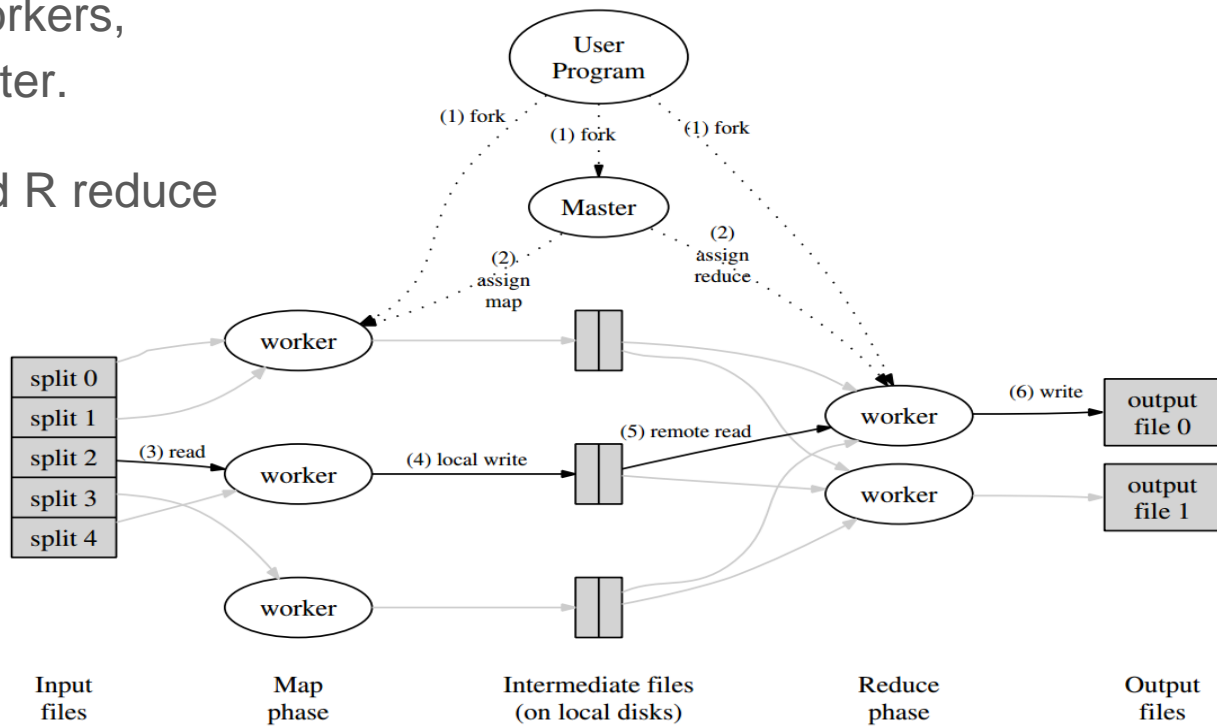 orkers,
ter.
d R reduce
User
Program
(1) fork
(1) fork
(1) fork
Master
(2)
assign
map
(2)
assign
reduce
worker
split 0
split 1
split 2
split 3
split 4
(3) read
worker
(4) local write
(5) remote read
worker
(6) write
output
file 0
worker
output
file 1
worker
Input
files
Map
phase
Intermediate files
(on local disks)
Reduce
phase
Output
files